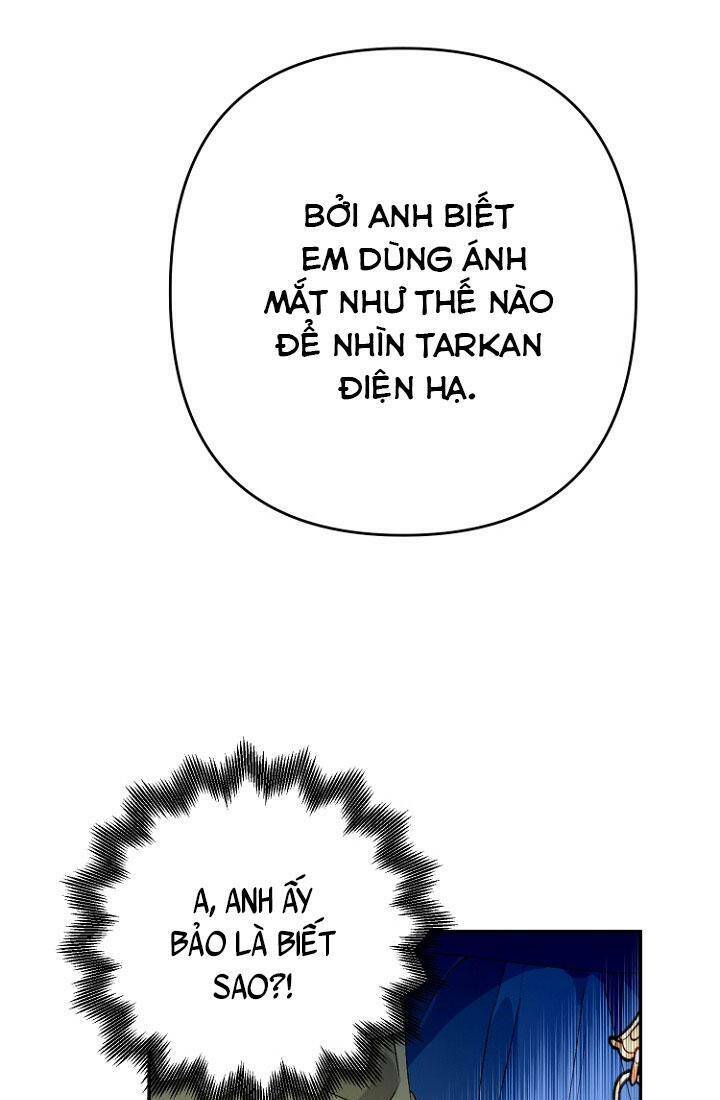 BỞI ANH BIẾT
EM DÙNG ÁNH
MẮT NHƯ THẾ NÀO
ĐỂ NHÌN TARKAN
ĐIỆN HẠ.
A, ANH ẤY
BẢO LÀ BIẾT
SAO?!